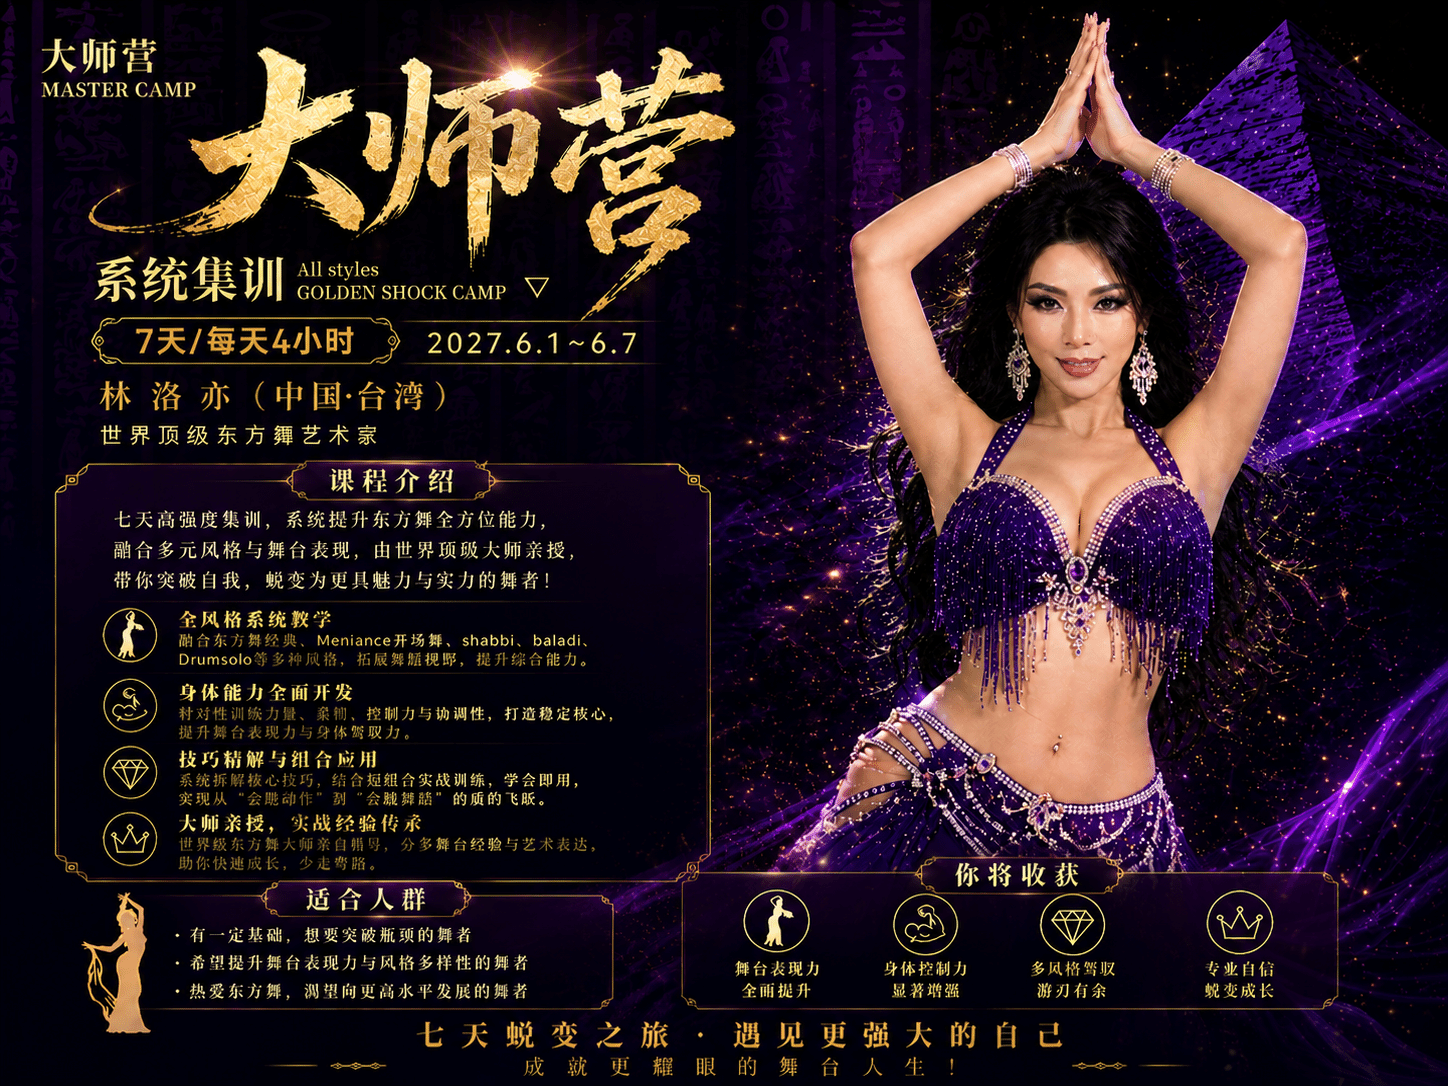 大师营
MASTER CAMP
大师营
系统集训
All styles
GOLDEN SHOCK CAMP
7天/每天4小时
2027.6.1~6.7
林洛亦（中国·台湾）
世界顶级东方舞艺术家
课程介绍
七天高强度集训，系统提升东方舞全方位能力，
融合多元风格与舞台表现，由世界顶级大师亲授，
带你突破自我，蜕变为更具魅力与实力的舞者！
全风格系统教学
融合东方舞经典、Meniance开场舞、shabbi、baladi、
Drumsolo等多种风格，拓展舞蹈视野，提升综合能力。
身体能力全面开发
对性训练力量、控制力与协调性，打造稳定核心，
提升舞台表现力与身体驾驭力。
技巧精解与组合应用
系统拆解核心技巧，结合短组合实战训练，学会即用，
实现从“会跳动作”到“会跳舞蹈”的质的飞跃。
大师亲授，实战经验传承
世界级东方舞大师亲自，分多舞台经验与艺术表达，
助你快速成长，少走弯路。
适合人群
· 有一定基础，想要突破瓶颈的舞者
· 希望提升舞台表现力与风格多样性的舞者
· 热爱东方舞，渴望向更高水平发展的舞者
你将收获
舞台表现力
全面提升
身体控制力
显著增强
多风格驾驭
游刃有余
专业自信
蜕变成长
七天蜕变之旅·遇见更强大的自己
成就更耀眼的舞台人生！